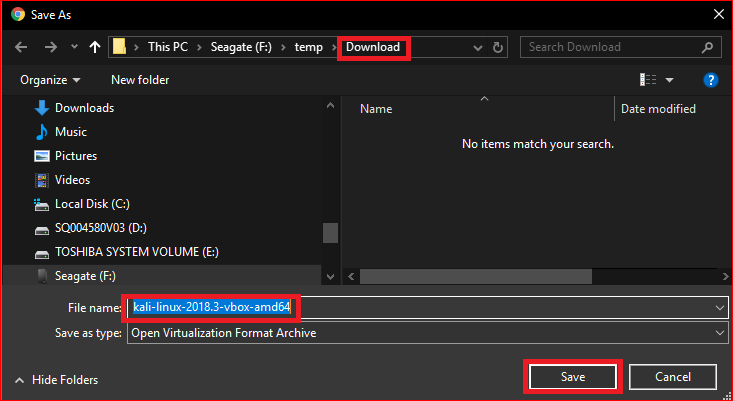 Save As
This PC > Seagate (F:) > temp > Download
Search Download
Organize
New folder
Downloads
Music
Pictures
Videos
Local Disk (C:)
SQ004580V03 (D:)
TOSHIBA SYSTEM VOLUME (E:)
Seagate (F:)
Name
Date modified
No items match your search.
File name: kali-linux-2018.3-vbox-amd64
Save as type: Open Virtualization Format Archive
Hide Folders
Save
Cancel